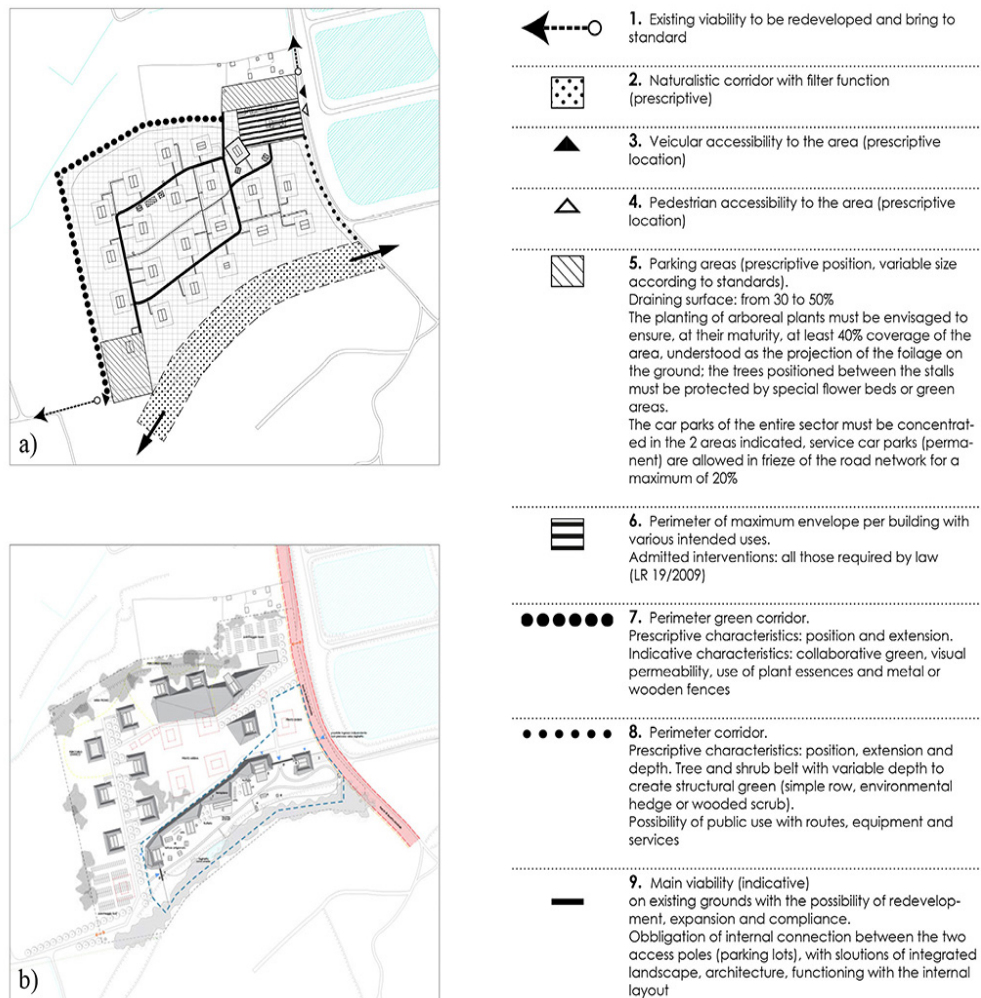 a)
b)
1. Existing viability to be redeveloped and bring to
standard
2. Naturalistic corridor with filter function
(prescriptive)
3. Veicular accessibility to the area (prescriptive
location)
4. Pedestrian accessibility to the area (prescriptive
location)
5. Parking areas (prescriptive position, variable size
according to standards).
Draining surface: from 30 to 50%
The planting of arboreal plants must be envisaged to
ensure, at their maturity, at least 40% coverage of the
area, understood as the projection of the foilage on
the ground; the trees positioned between the stalls
must be protected by special flower beds or green
areas.
The car parks of the entire sector must be concentrat-
ed in the 2 areas indicated, service car parks (perma-
nent) are allowed in frieze of the road network for a
maximum of 20%
6. Perimeter of maximum envelope per building with
various intended uses.
Admitted interventions: all those required by law
(LR 19/2009)
7. Perimeter green corridor.
Prescriptive characteristics: position and extension.
Indicative characteristics: collaborative green, visual
permeability, use of plant essences and metal or
wooden fences
8. Perimeter corridor.
Prescriptive characteristics: position, extension and
depth. Tree and shrub belt with variable depth to
create structural green (simple row, environmental
hedge or wooded scrub).
Possibility of public use with routes, equipment and
services
9. Main viability (indicative)
on existing grounds with the possibility of redevelop-
ment, expansion and compliance.
Obbligation of internal connection between the two
access poles (parking lots), with sloutions of integrated
landscape, architecture, functioning with the internal
layout